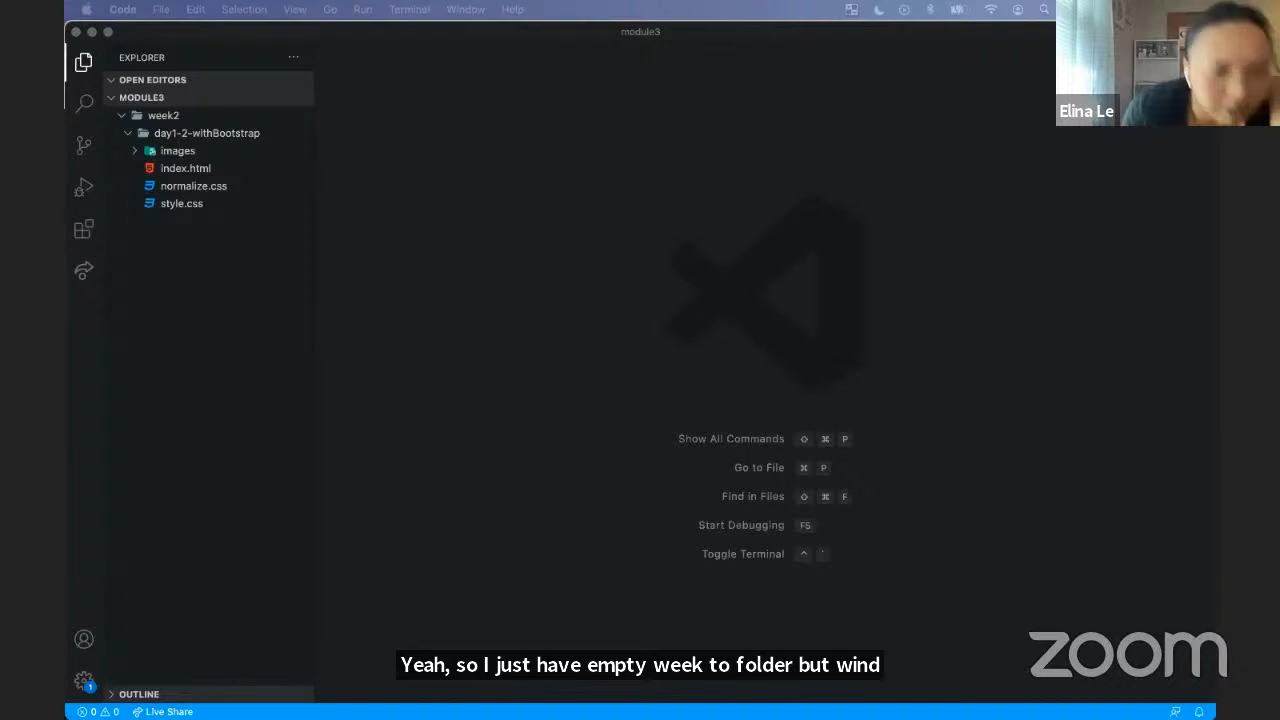 Code File Edit Selection View Go Run Terminal Window Help
module3
EXPLORER
OPEN EDITORS
MODULE3
week2
day1-2-withBootstrap
images
index.html
normalize.css
style.css
Elina Le
Show All Commands ⇧ ⌘ P
Go to File ⌘ P
Find in Files ⇧ ⌘ F
Start Debugging F5
Toggle Terminal ^ `
Yeah, so I just have empty week to folder but wind
zoom
1
OUTLINE
0 0 Live Share